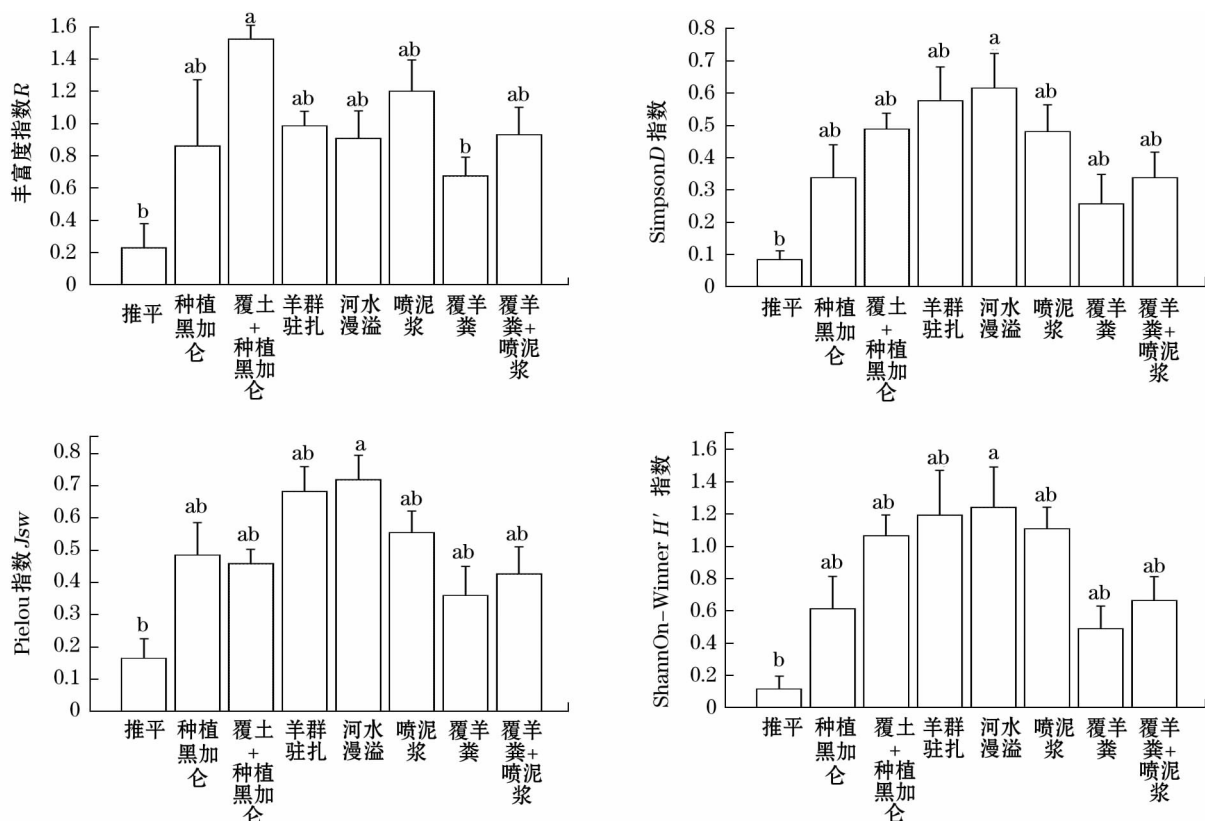 丰富度指数R
1.6
1.4
1.2
1.0
0.8
0.6
0.4
0.2
0
b
ab
a
ab
ab
ab
b
ab
推平
种植
黑加
仑
覆土
+
种植
黑加
仑
羊群
驻扎
河水
漫溢
喷泥
浆
覆羊
粪
覆羊
粪+
喷泥
浆
SimpsonD指数
0.8
0.7
0.6
0.5
0.4
0.3
0.2
0.1
0
b
ab
ab
ab
a
ab
ab
ab
推平
种植
黑加
仑
覆土
+
种植
黑加
仑
羊群
驻扎
河水
漫溢
喷泥
浆
覆羊
粪
覆羊
粪+
喷泥
浆
Pielou指数Jsw
0.8
0.7
0.6
0.5
0.4
0.3
0.2
0.1
0
b
ab
ab
ab
a
ab
ab
ab
推平
种植
黑加
仑
覆土
+
种植
黑加
仑
羊群
驻扎
河水
漫溢
喷泥
浆
覆羊
粪
覆羊
粪+
喷泥
浆
ShannOn-Winner H′ 指数
1.6
1.4
1.2
1.0
0.8
0.6
0.4
0.2
0
b
ab
ab
ab
a
ab
ab
ab
推平
种植
黑加
仑
覆土
+
种植
黑加
仑
羊群
驻扎
河水
漫溢
喷泥
浆
覆羊
粪
覆羊
粪+
喷泥
浆